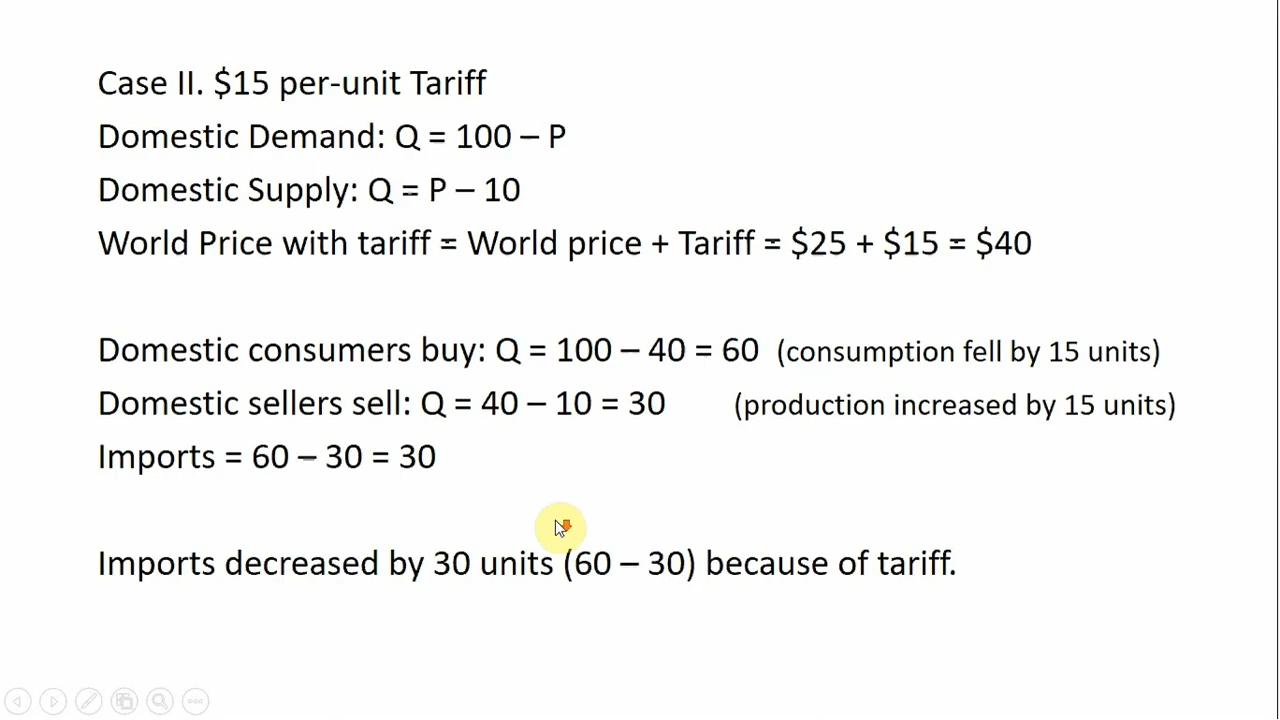 Case II. $15 per-unit Tariff
Domestic Demand: Q = 100 – P
Domestic Supply: Q = P – 10
World Price with tariff = World price + Tariff = $25 + $15 = $40
Domestic consumers buy: Q = 100 – 40 = 60 (consumption fell by 15 units)
Domestic sellers sell: Q = 40 – 10 = 30 (production increased by 15 units)
Imports = 60 – 30 = 30
Imports decreased by 30 units (60 – 30) because of tariff.